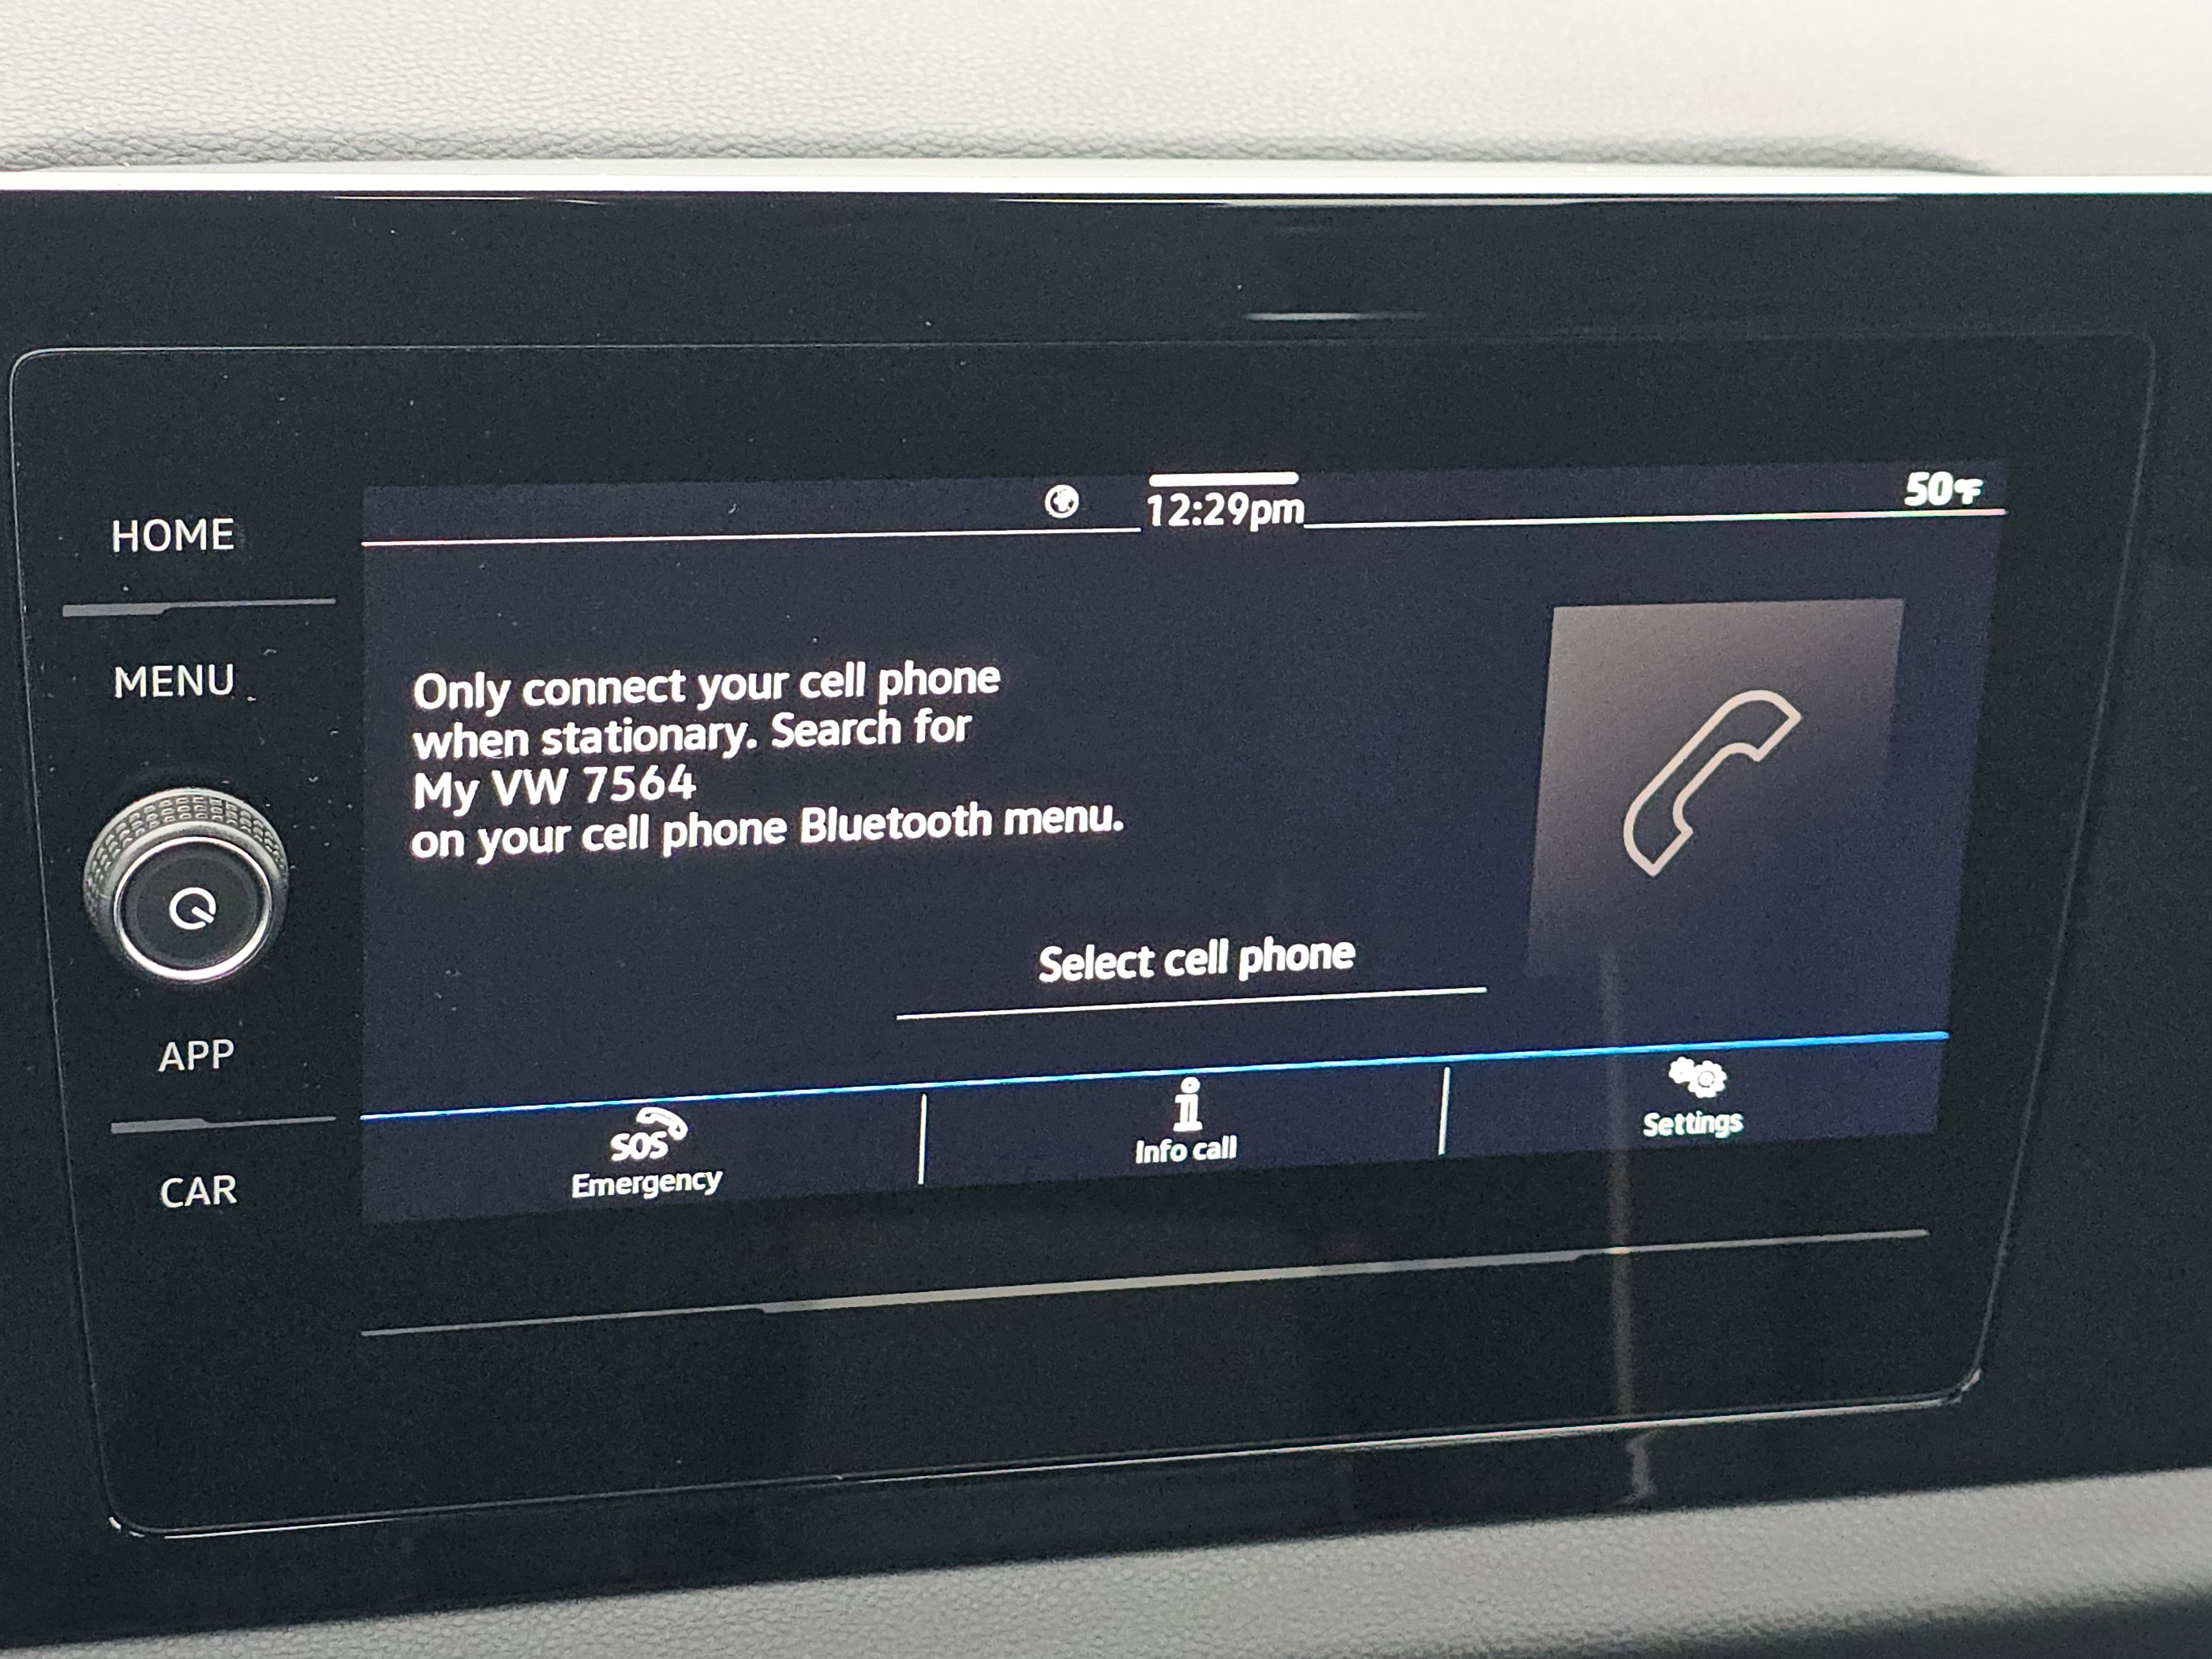 12:29pm
50°F
HOME
MENU
Only connect your cell phone
when stationary. Search for
My VW 7564
on your cell phone Bluetooth menu.
Select cell phone
APP
CAR
SOS
Emergency
Info call
Settings